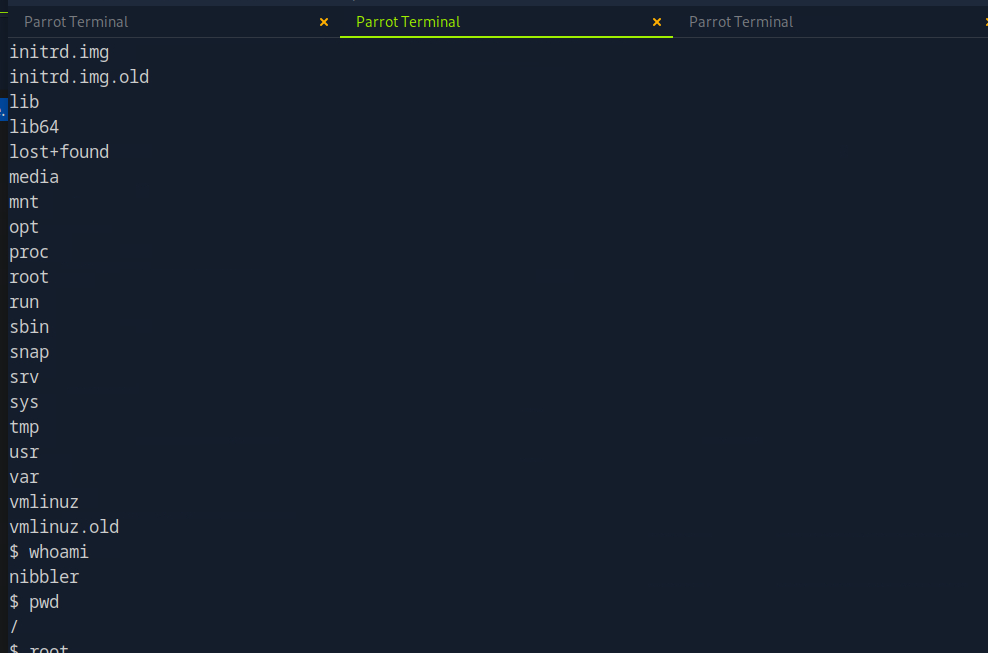 Parrot Terminal × Parrot Terminal × Parrot Terminal
initrd.img
initrd.img.old
lib
lib64
lost+found
media
mnt
opt
proc
root
run
sbin
snap
srv
sys
tmp
usr
var
vmlinuz
vmlinuz.old
$ whoami
nibbler
$ pwd
/
$ root